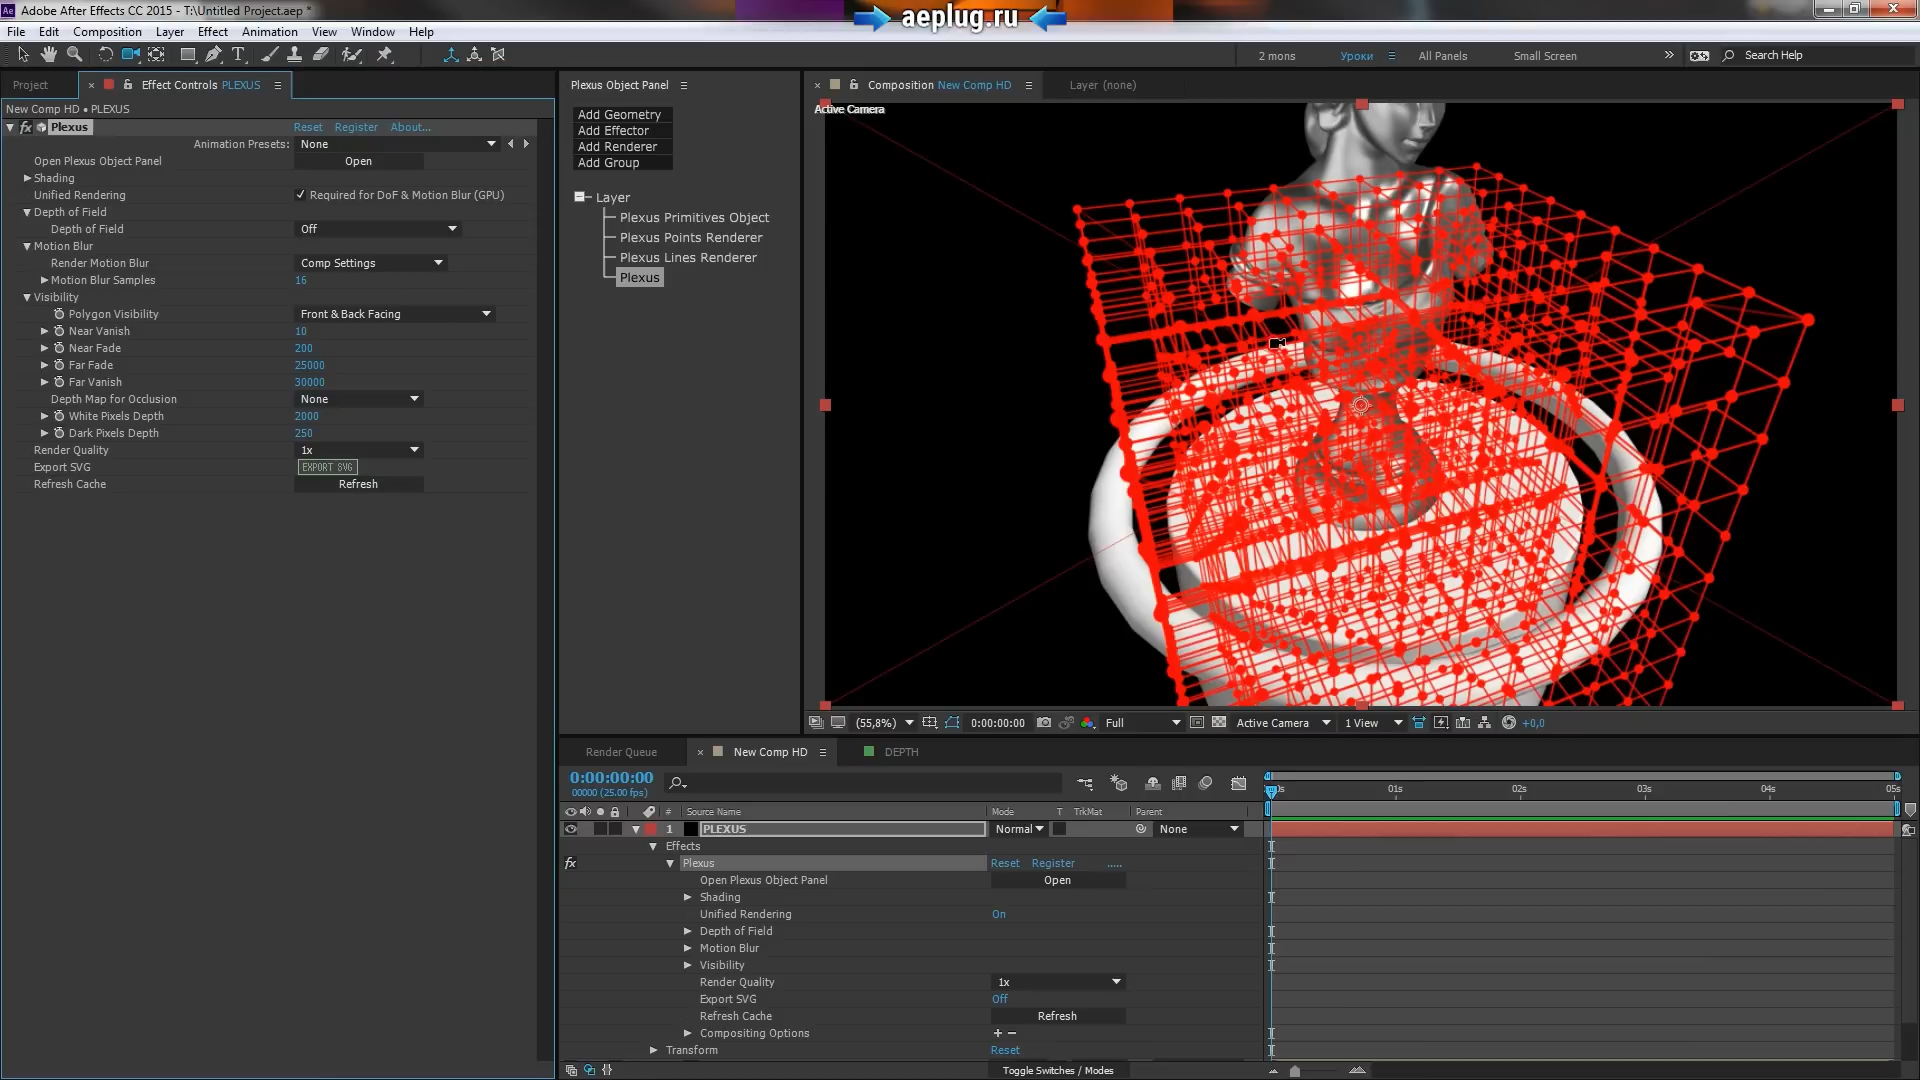 Adobe After Effects CC 2015 - T:\Untitled Project.aep *
aeplug.ru
File Edit Composition Layer Effect Animation View Window Help
2 mons Уроки All Panels Small Screen Search Help
Project
Effect Controls PLEXUS
New Comp HD • PLEXUS
fx Plexus Reset Register About...
Animation Presets: None
Open Plexus Object Panel Open
Shading
Unified Rendering Required for DoF & Motion Blur (GPU)
Depth of Field
Depth of Field Off
Motion Blur
Render Motion Blur Comp Settings
Motion Blur Samples 16
Visibility
Polygon Visibility Front & Back Facing
Near Vanish 10
Near Fade 200
Far Fade 25000
Far Vanish 30000
Depth Map for Occlusion None
White Pixels Depth 2000
Dark Pixels Depth 250
Render Quality 1x
Export SVG EXPORT SVG
Refresh Cache Refresh
Plexus Object Panel
Add Geometry
Add Effector
Add Renderer
Add Group
Layer
Plexus Primitives Object
Plexus Points Renderer
Plexus Lines Renderer
Plexus
Composition New Comp HD
Layer (none)
Active Camera
(55,8%) 0:00:00:00 Full Active Camera 1 View +0,0
Render Queue New Comp HD DEPTH
0:00:00:00
00000 (25.00 fps)
01s 02s 03s 04s 05s
# Source Name Mode T TrkMat Parent
1 PLEXUS Normal None
Effects
fx Plexus Reset Register .....
Open Plexus Object Panel Open
Shading
Unified Rendering On
Depth of Field
Motion Blur
Visibility
Render Quality 1x
Export SVG Off
Refresh Cache Refresh
Compositing Options + −
Transform Reset
Toggle Switches / Modes